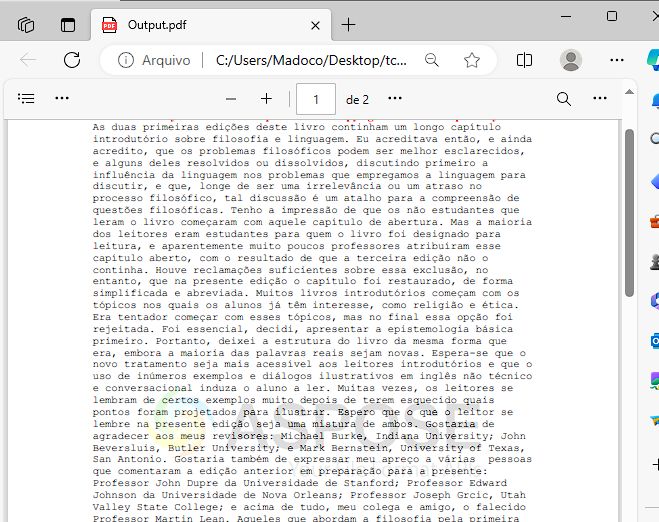 Output.pdf
Arquivo
C:/Users/Madoco/Desktop/tc...
1
de 2
As duas primeiras edições deste livro continham um longo capítulo
introdutório sobre filosofia e linguagem. Eu acreditava então, e ainda
acredito, que os problemas filosóficos podem ser melhor esclarecidos,
e alguns deles resolvidos ou dissolvidos, discutindo primeiro a
influência da linguagem nos problemas que empregamos a linguagem para
discutir, e que, longe de ser uma irrelevância ou um atraso no
processo filosófico, tal discussão é um atalho para a compreensão de
questões filosóficas. Tenho a impressão de que os não estudantes que
leram o livro começaram com aquele capítulo de abertura. Mas a maioria
dos leitores eram estudantes para quem o livro foi designado para
leitura, e aparentemente muito poucos professores atribuíram esse
capítulo aberto, com o resultado de que a terceira edição não o
continha. Houve reclamações suficientes sobre essa exclusão, no
entanto, que na presente edição o capítulo foi restaurado, de forma
simplificada e abreviada. Muitos livros introdutórios começam com os
tópicos nos quais os alunos já têm interesse, como religião e ética.
Era tentador começar com esses tópicos, mas no final essa opção foi
rejeitada. Foi essencial, decidi, apresentar a epistemologia básica
primeiro. Portanto, deixei a estrutura do livro da mesma forma que
era, embora a maioria das palavras reais sejam novas. Espera-se que o
novo tratamento seja mais acessível aos leitores introdutórios e que o
uso de inúmeros exemplos e diálogos ilustrativos em inglês não técnico
e conversacional induza o aluno a ler. Muitas vezes, os leitores se
lembram de certos exemplos muito depois de terem esquecido quais
pontos foram projetados para ilustrar. Espero que o que o leitor se
lembre na presente edição seja uma mistura de ambos. Gostaria de
agradecer aos meus revisores: Michael Burke, Indiana University; John
Beversluis, Butler University; e Mark Bernstein, University of Texas,
San Antonio. Gostaria também de expressar meu apreço a várias pessoas
que comentaram a edição anterior em preparação para a presente:
Professor John Dupre da Universidade de Stanford; Professor Edward
Johnson da Universidade de Nova Orleans; Professor Joseph Grcic, Utah
Valley State College; e acima de tudo, meu colega e amigo, o falecido
Professor Martin Lean. Aqueles que abordam a filosofia pela primeira
ASPOSE